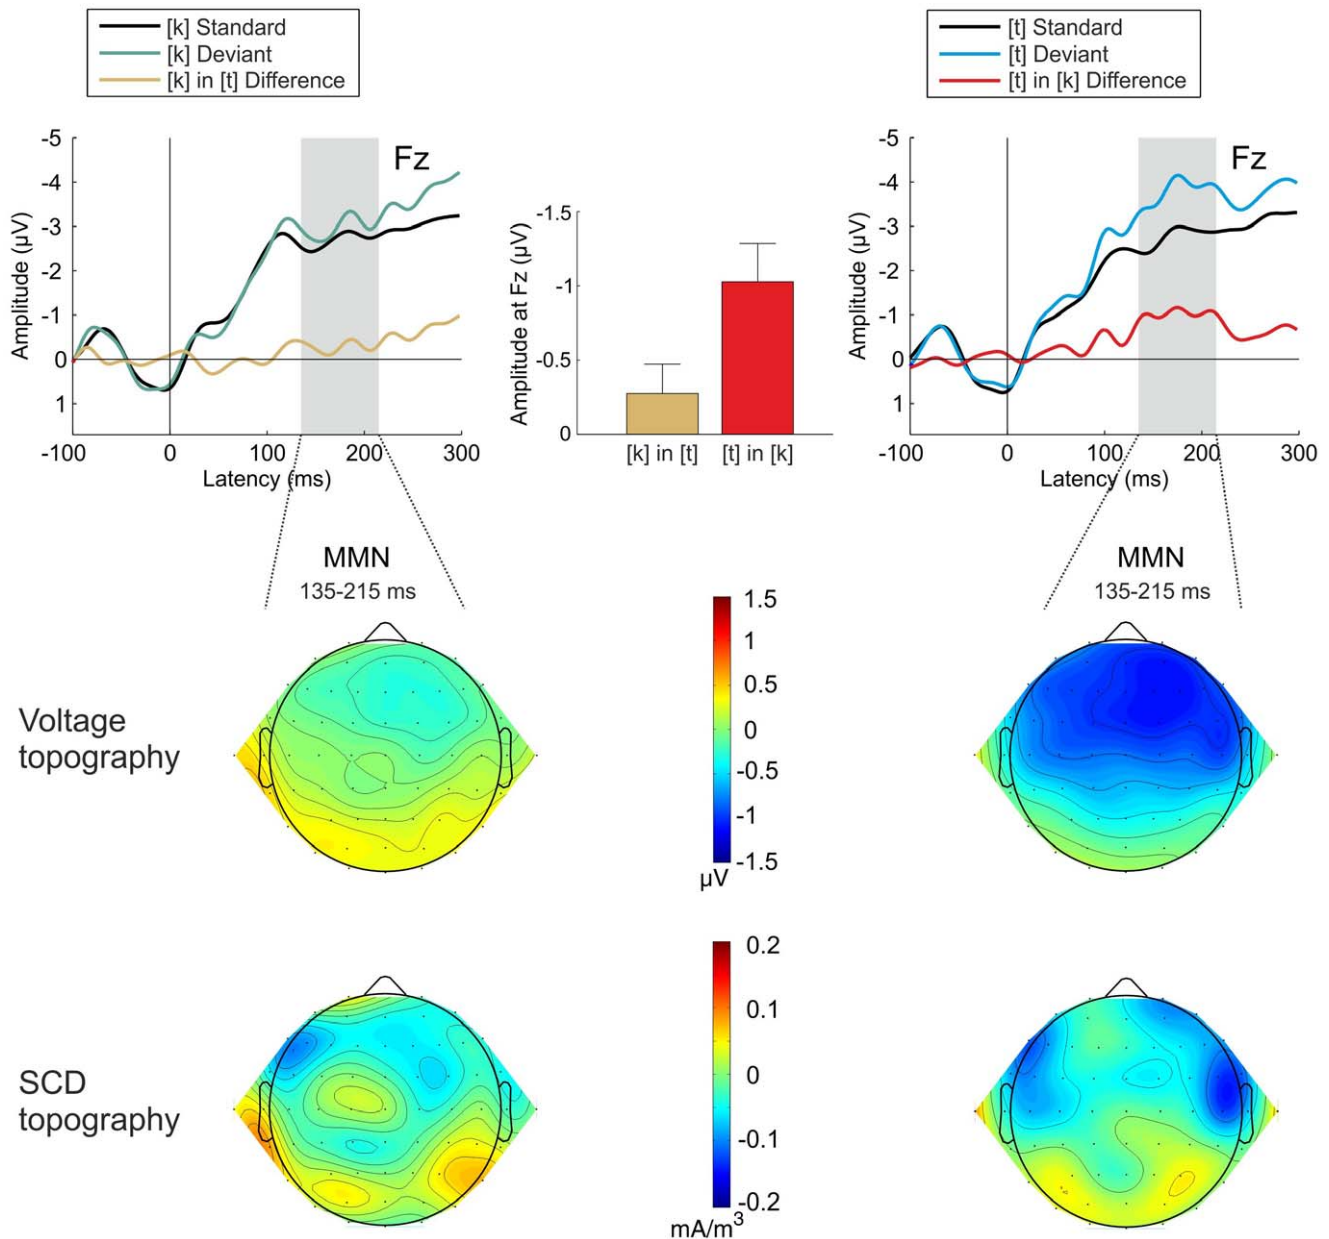 [k] Standard
[k] Deviant
[k] in [t] Difference
[t] Standard
[t] Deviant
[t] in [k] Difference
Amplitude (µV)
-5
-4
-3
-2
-1
0
1
Fz
-100
0
100
200
300
Latency (ms)
Amplitude at Fz (µV)
-1.5
-1
-0.5
0
[k] in [t]
[t] in [k]
Amplitude (µV)
-5
-4
-3
-2
-1
0
1
Fz
-100
0
100
200
300
Latency (ms)
MMN
135-215 ms
MMN
135-215 ms
Voltage
topography
1.5
1
0.5
0
-0.5
-1
-1.5
µV
SCD
topography
0.2
0.1
0
-0.1
-0.2
mA/m³